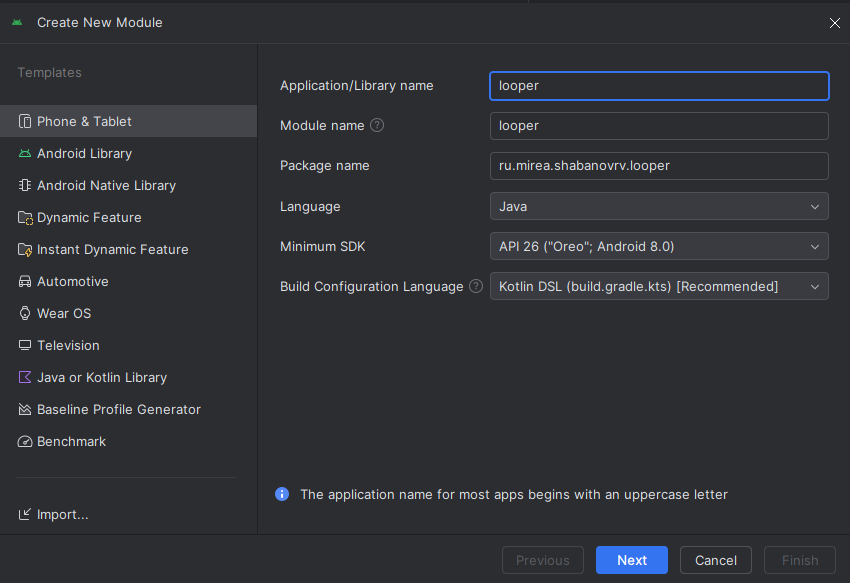 Create New Module
Templates
Phone & Tablet
Android Library
Android Native Library
Dynamic Feature
Instant Dynamic Feature
Automotive
Wear OS
Television
Java or Kotlin Library
Baseline Profile Generator
Benchmark
Import...
Application/Library name looper
Module name ? looper
Package name ru.mirea.shabanovrv.looper
Language Java
Minimum SDK API 26 ("Oreo"; Android 8.0)
Build Configuration Language ? Kotlin DSL (build.gradle.kts) [Recommended]
The application name for most apps begins with an uppercase letter
Previous Next Cancel Finish